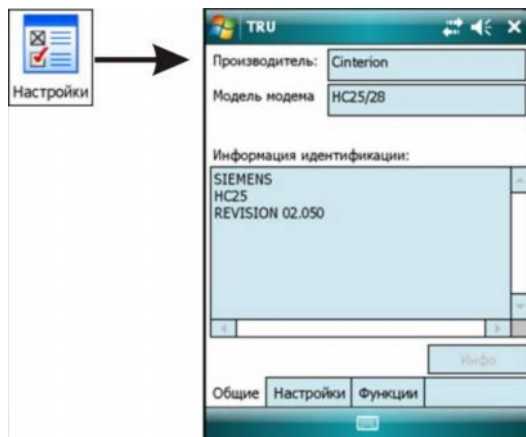 Настройки
TRU
Производитель: Cinterion
Модель модема HC25/28
Информация идентификации:
SIEMENS
HC25
REVISION 02.050
Инфо
Общие Настройки Функции